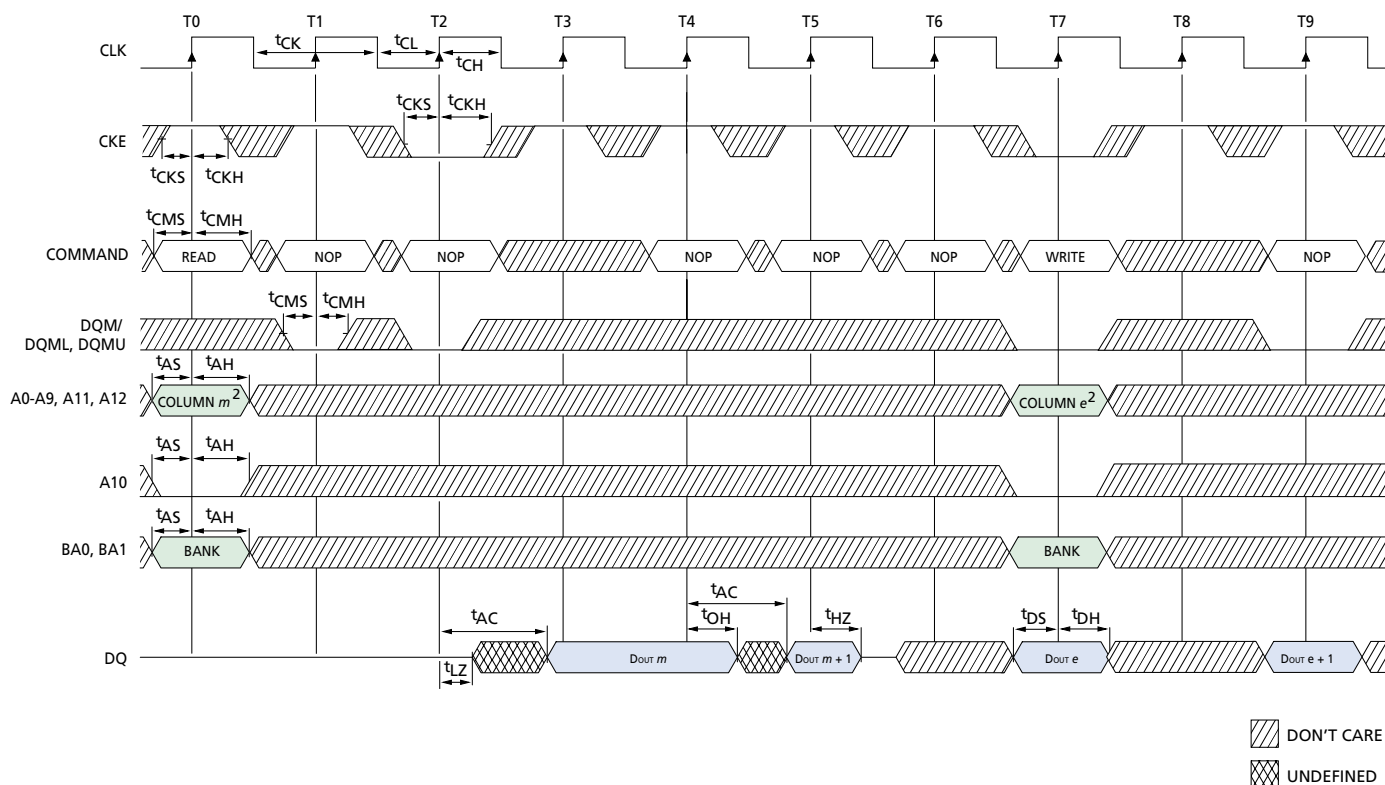 T0 T1 T2 T3 T4 T5 T6 T7 T8 T9
CLK
tCK tCL tCH
tCKS tCKH
CKE
tCKS tCKH
tCMS tCMH
COMMAND READ NOP NOP NOP NOP NOP WRITE NOP
tCMS tCMH
DQM/
DQML, DQMU
tAS tAH
A0-A9, A11, A12 COLUMN m2 COLUMN e2
tAS tAH
A10
tAS tAH
BA0, BA1 BANK BANK
tAC
tAC tOH tHZ tDS tDH
DQ DOUT m DOUT m + 1 DOUT e DOUT e + 1
tLZ
DON'T CARE
UNDEFINED